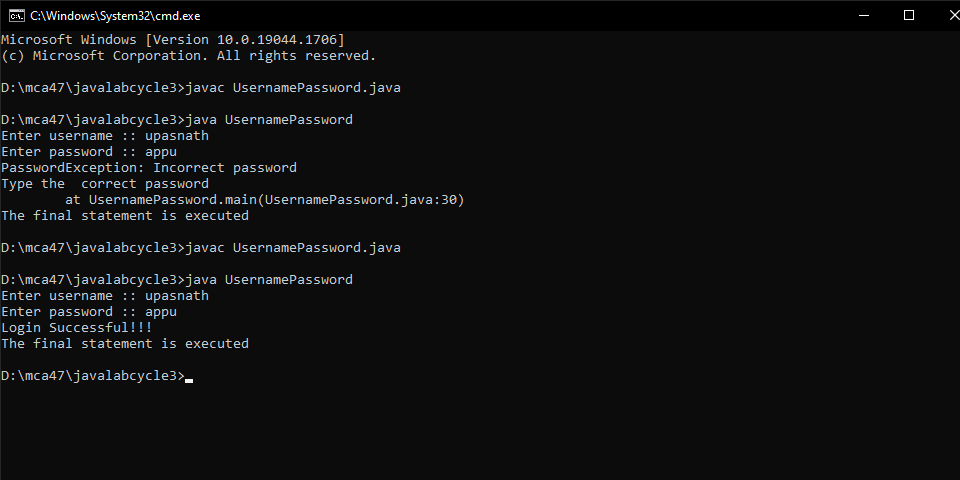 C:\Windows\System32\cmd.exe
Microsoft Windows [Version 10.0.19044.1706]
(c) Microsoft Corporation. All rights reserved.
D:\mca47\javalabcycle3>javac UsernamePassword.java
D:\mca47\javalabcycle3>java UsernamePassword
Enter username :: upasnath
Enter password :: appu
PasswordException: Incorrect password
Type the  correct password
        at UsernamePassword.main(UsernamePassword.java:30)
The final statement is executed
D:\mca47\javalabcycle3>javac UsernamePassword.java
D:\mca47\javalabcycle3>java UsernamePassword
Enter username :: upasnath
Enter password :: appu
Login Successful!!!
The final statement is executed
D:\mca47\javalabcycle3>